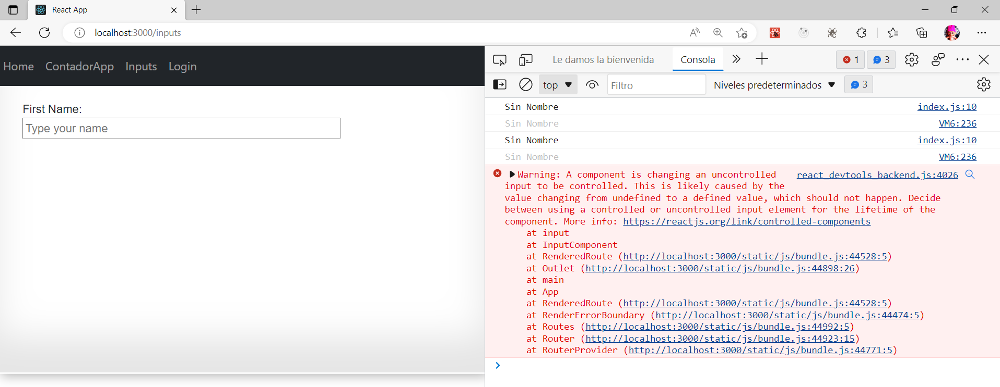 React App
localhost:3000/inputs
Home ContadorApp Inputs Login
First Name:
Type your name
Le damos la bienvenida Consola 1 3
top Filtro Niveles predeterminados 3
Sin Nombre index.js:10
Sin Nombre VM6:236
Sin Nombre index.js:10
Sin Nombre VM6:236
Warning: A component is changing an uncontrolled react_devtools_backend.js:4026
input to be controlled. This is likely caused by the
value changing from undefined to a defined value, which should not happen. Decide
between using a controlled or uncontrolled input element for the lifetime of the
component. More info: https://reactjs.org/link/controlled-components
at input
at InputComponent
at RenderedRoute (http://localhost:3000/static/js/bundle.js:44528:5)
at Outlet (http://localhost:3000/static/js/bundle.js:44898:26)
at main
at App
at RenderedRoute (http://localhost:3000/static/js/bundle.js:44528:5)
at RenderErrorBoundary (http://localhost:3000/static/js/bundle.js:44474:5)
at Routes (http://localhost:3000/static/js/bundle.js:44992:5)
at Router (http://localhost:3000/static/js/bundle.js:44923:15)
at RouterProvider (http://localhost:3000/static/js/bundle.js:44771:5)